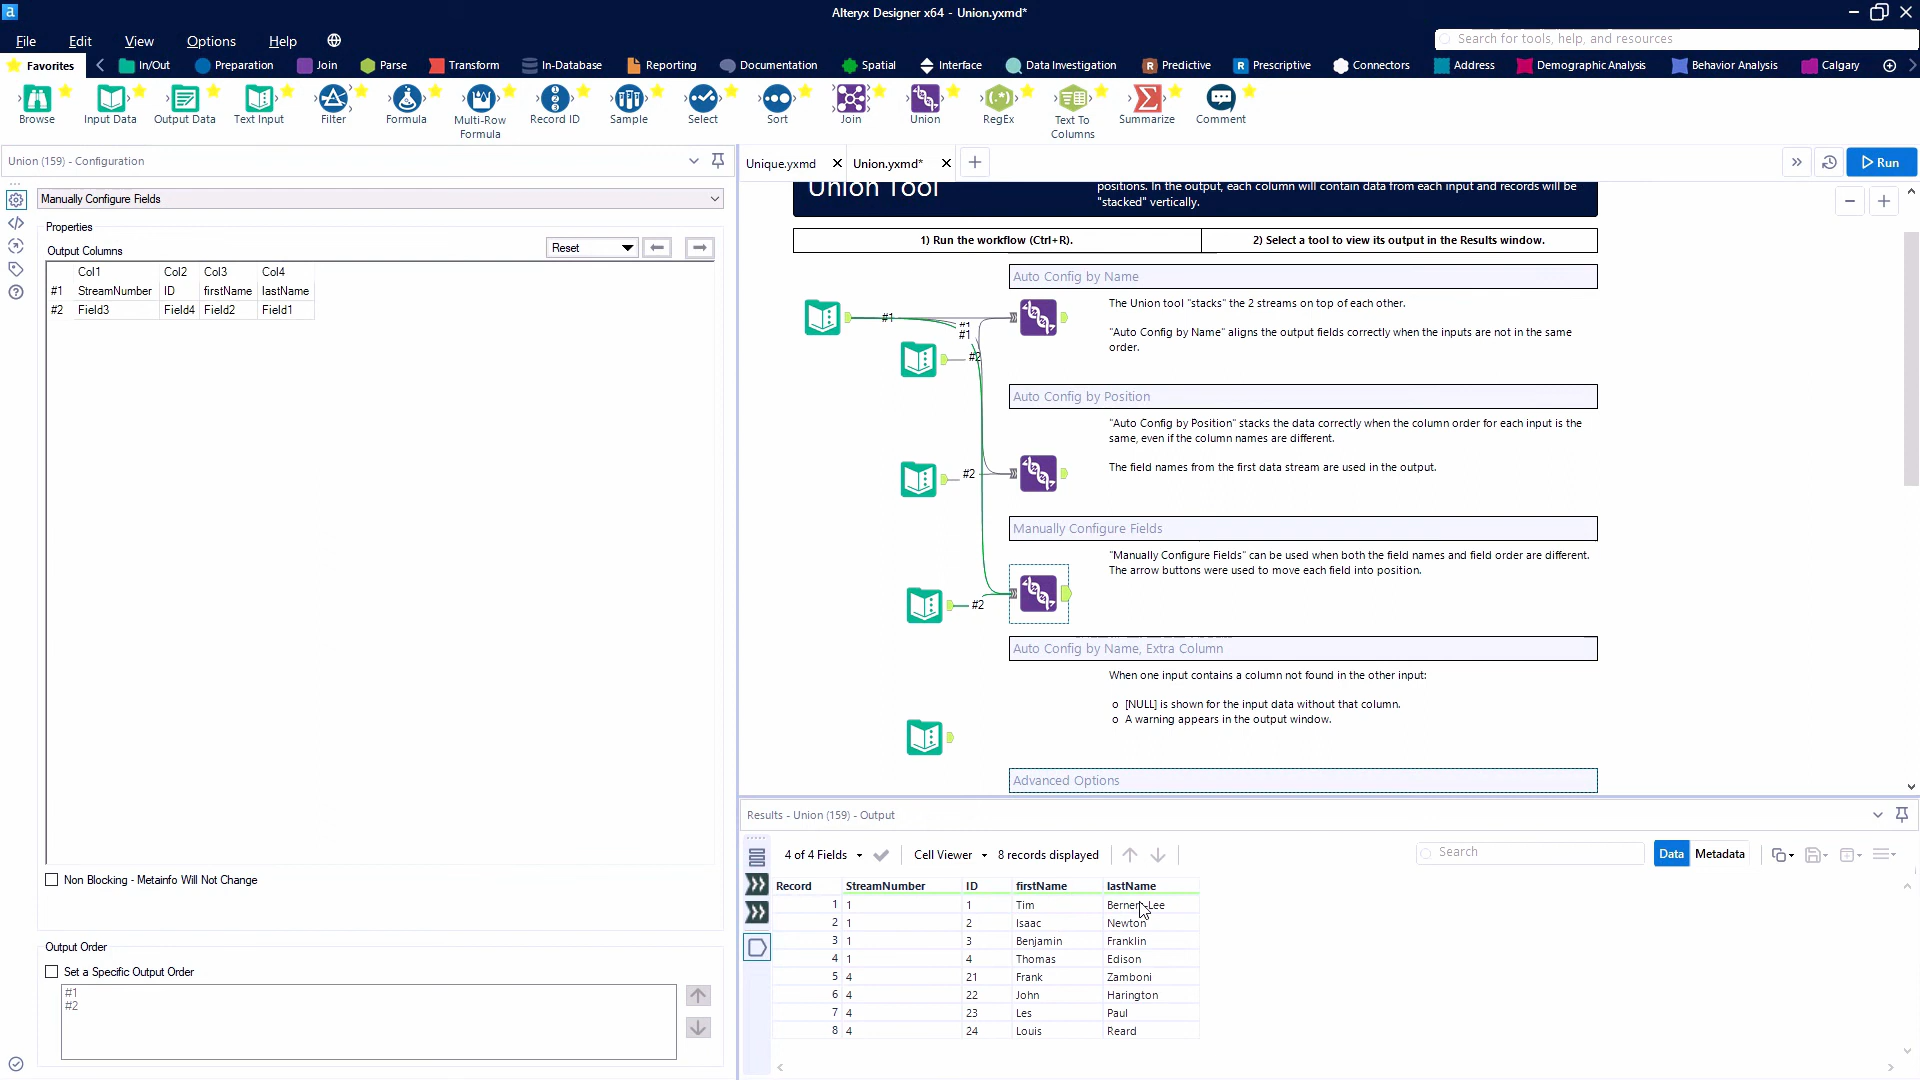 Alteryx Designer x64 - Union.yxmd*
File Edit View Options Help
Search for tools, help, and resources
Favorites In/Out Preparation Join Parse Transform In-Database Reporting Documentation Spatial Interface Data Investigation Predictive Prescriptive Connectors Address Demographic Analysis Behavior Analysis Calgary
Browse Input Data Output Data Text Input Filter Formula Multi-Row Formula Record ID Sample Select Sort Join Union RegEx Text To Columns Summarize Comment
Union (159) - Configuration
Manually Configure Fields
Properties
Output Columns
Reset
Col1 Col2 Col3 Col4
#1 StreamNumber ID firstName lastName
#2 Field3 Field4 Field2 Field1
Non Blocking - Metainfo Will Not Change
Output Order
Set a Specific Output Order
#1
#2
Unique.yxmd Union.yxmd*
Run
Union Tool
positions. In the output, each column will contain data from each input and records will be
"stacked" vertically.
1) Run the workflow (Ctrl+R).
2) Select a tool to view its output in the Results window.
Auto Config by Name
The Union tool "stacks" the 2 streams on top of each other.
"Auto Config by Name" aligns the output fields correctly when the inputs are not in the same
order.
#1
#1
#1
#2
Auto Config by Position
"Auto Config by Position" stacks the data correctly when the column order for each input is the
same, even if the column names are different.
The field names from the first data stream are used in the output.
#2
Manually Configure Fields
"Manually Configure Fields" can be used when both the field names and field order are different.
The arrow buttons were used to move each field into position.
#2
Auto Config by Name, Extra Column
When one input contains a column not found in the other input:
o [NULL] is shown for the input data without that column.
o A warning appears in the output window.
Advanced Options
Results - Union (159) - Output
4 of 4 Fields Cell Viewer 8 records displayed Search Data Metadata
Record StreamNumber ID firstName lastName
1 1 1 Tim Berners-Lee
2 1 2 Isaac Newton
3 1 3 Benjamin Franklin
4 1 4 Thomas Edison
5 4 21 Frank Zamboni
6 4 22 John Harington
7 4 23 Les Paul
8 4 24 Louis Reard